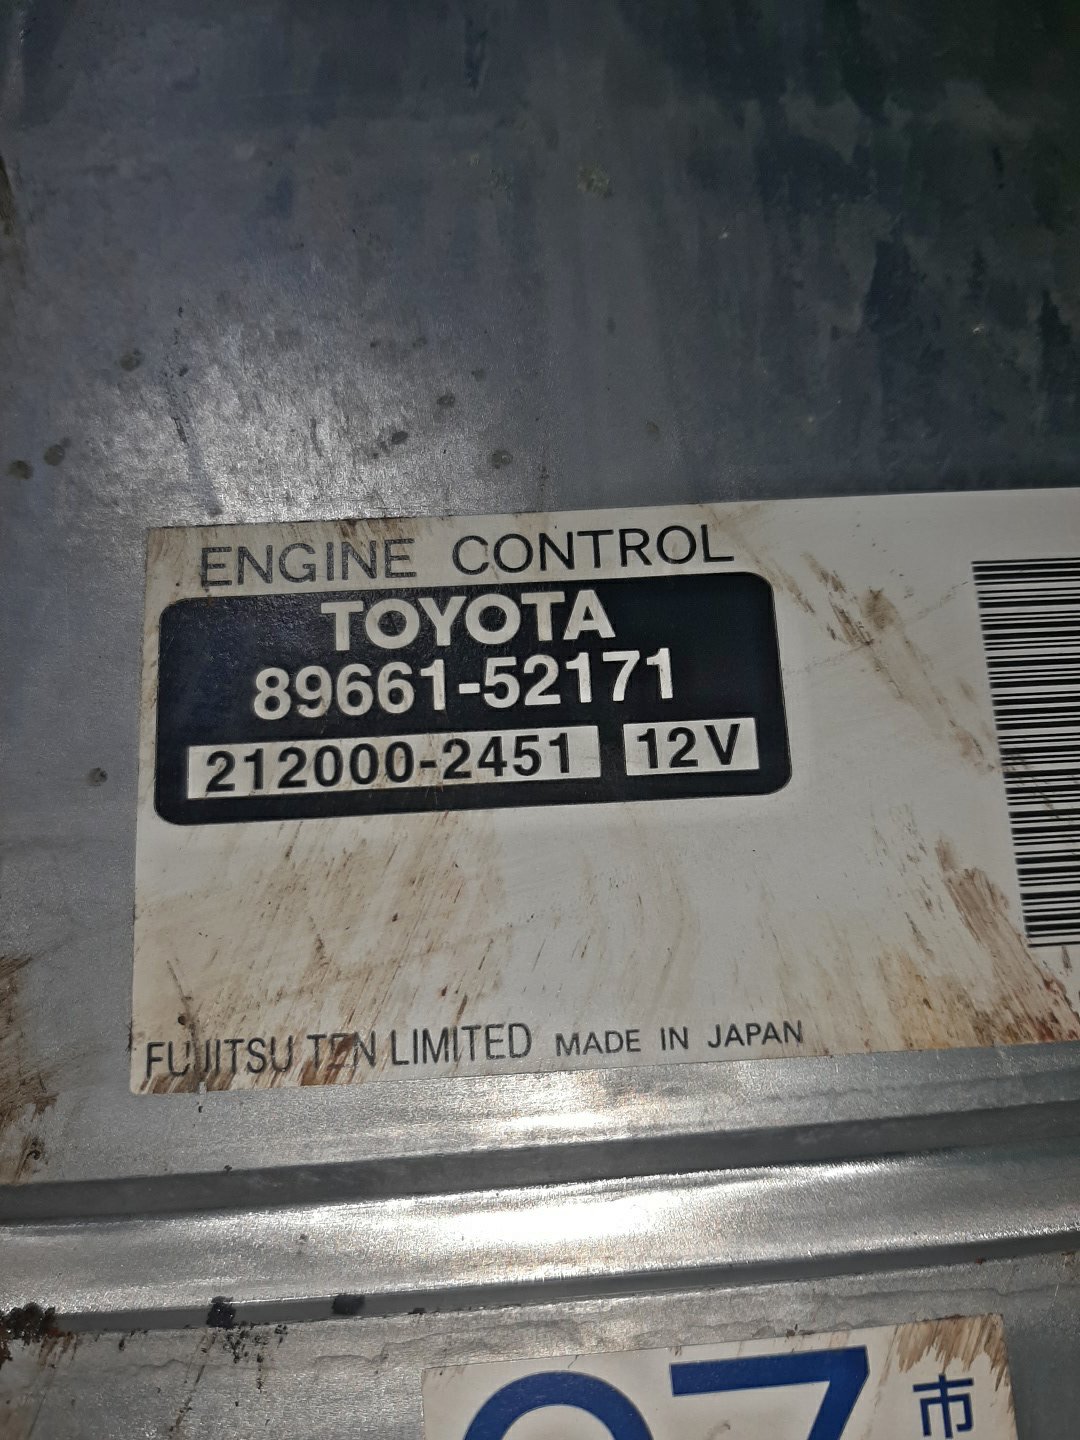 ENGINE CONTROL
TOYOTA
89661-52171
212000-2451 12V
FUJITSU TEN LIMITED MADE IN JAPAN
市